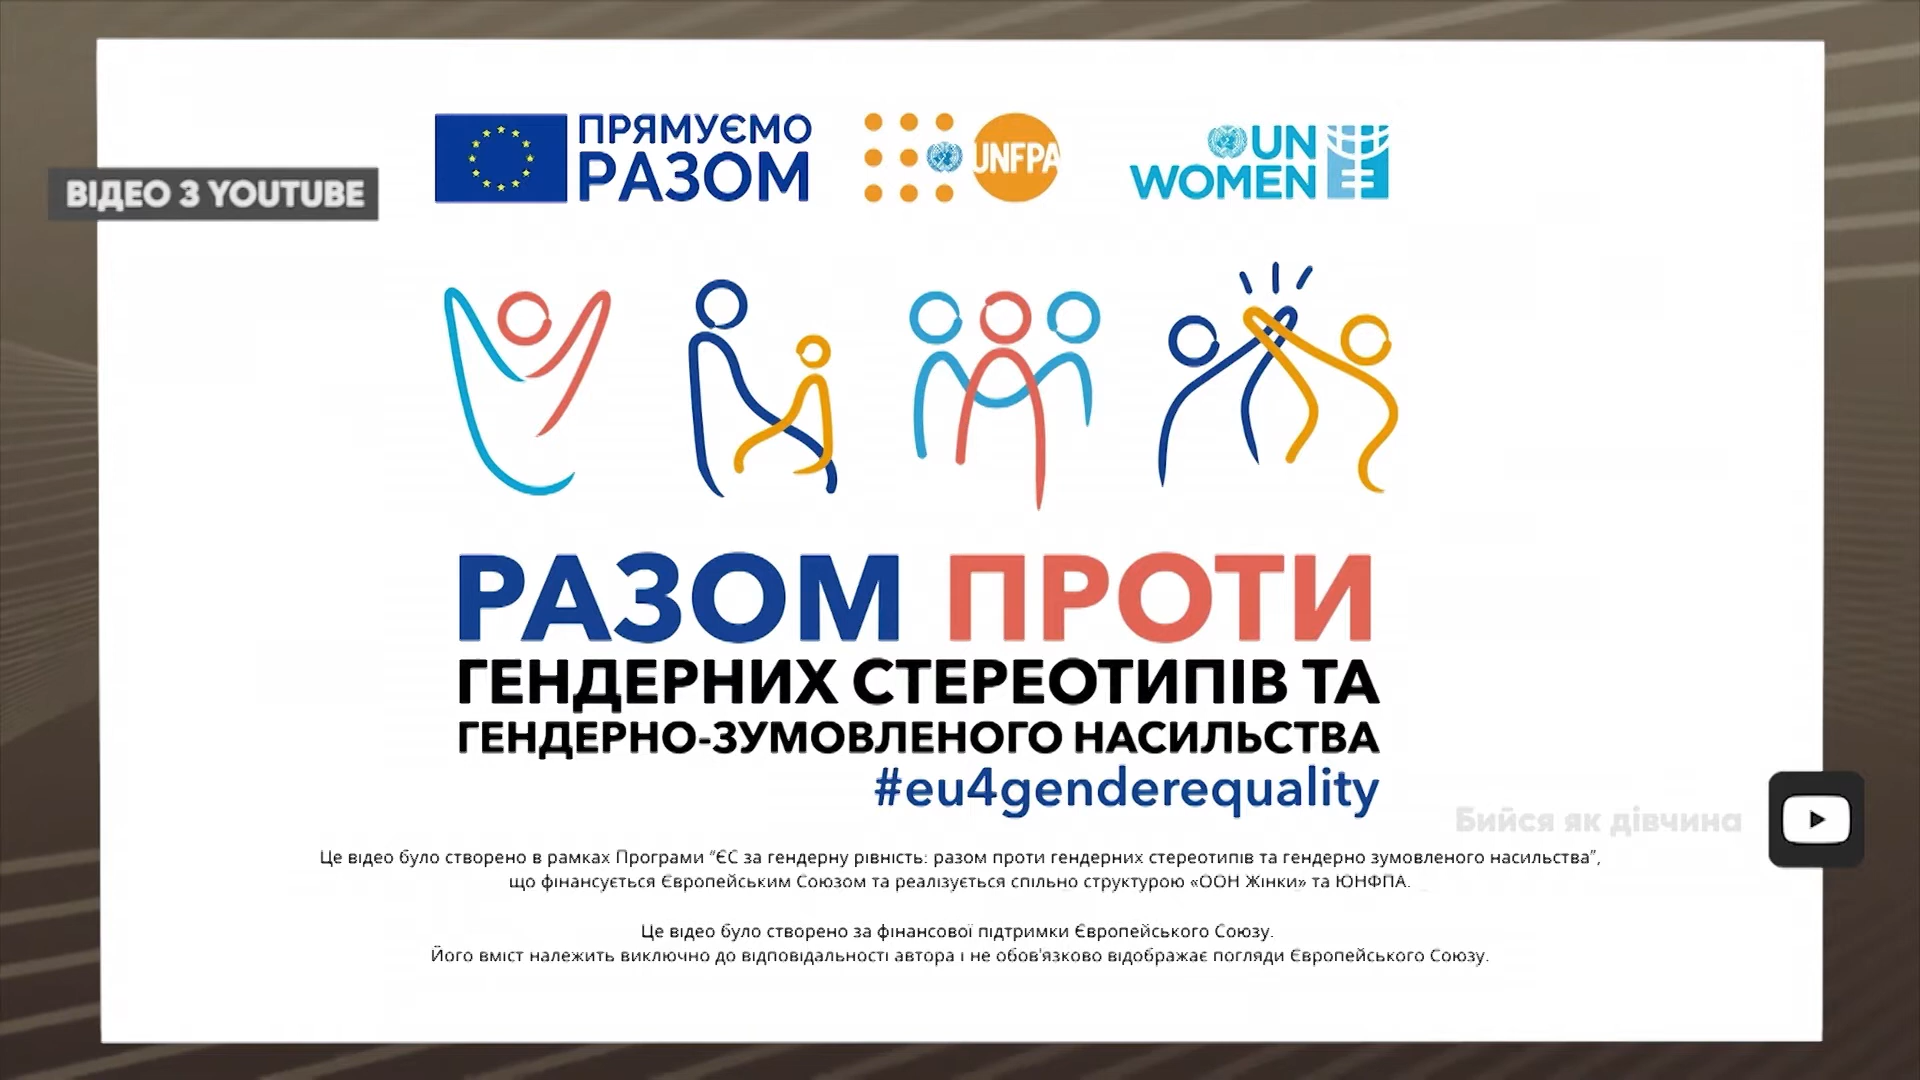 ПРЯМУЄМО
РАЗОМ
UNFPA
UN
WOMEN
ВІДЕО З YOUTUBE
РАЗОМ ПРОТИ
ГЕНДЕРНИХ СТЕРЕОТИПІВ ТА
ГЕНДЕРНО-ЗУМОВЛЕНОГО НАСИЛЬСТВА
#eu4genderequality
Бийся як дівчина
Це відео було створено в рамках Програми “ЄС за гендерну рівність: разом проти гендерних стереотипів та гендерно зумовленого насильства”,
що фінансується Європейським Союзом та реалізується спільно структурою «ООН Жінки» та ЮНФПА.
Це відео було створено за фінансової підтримки Європейського Союзу.
Його вміст належить виключно до відповідальності автора і не обов'язково відображає погляди Європейського Союзу.